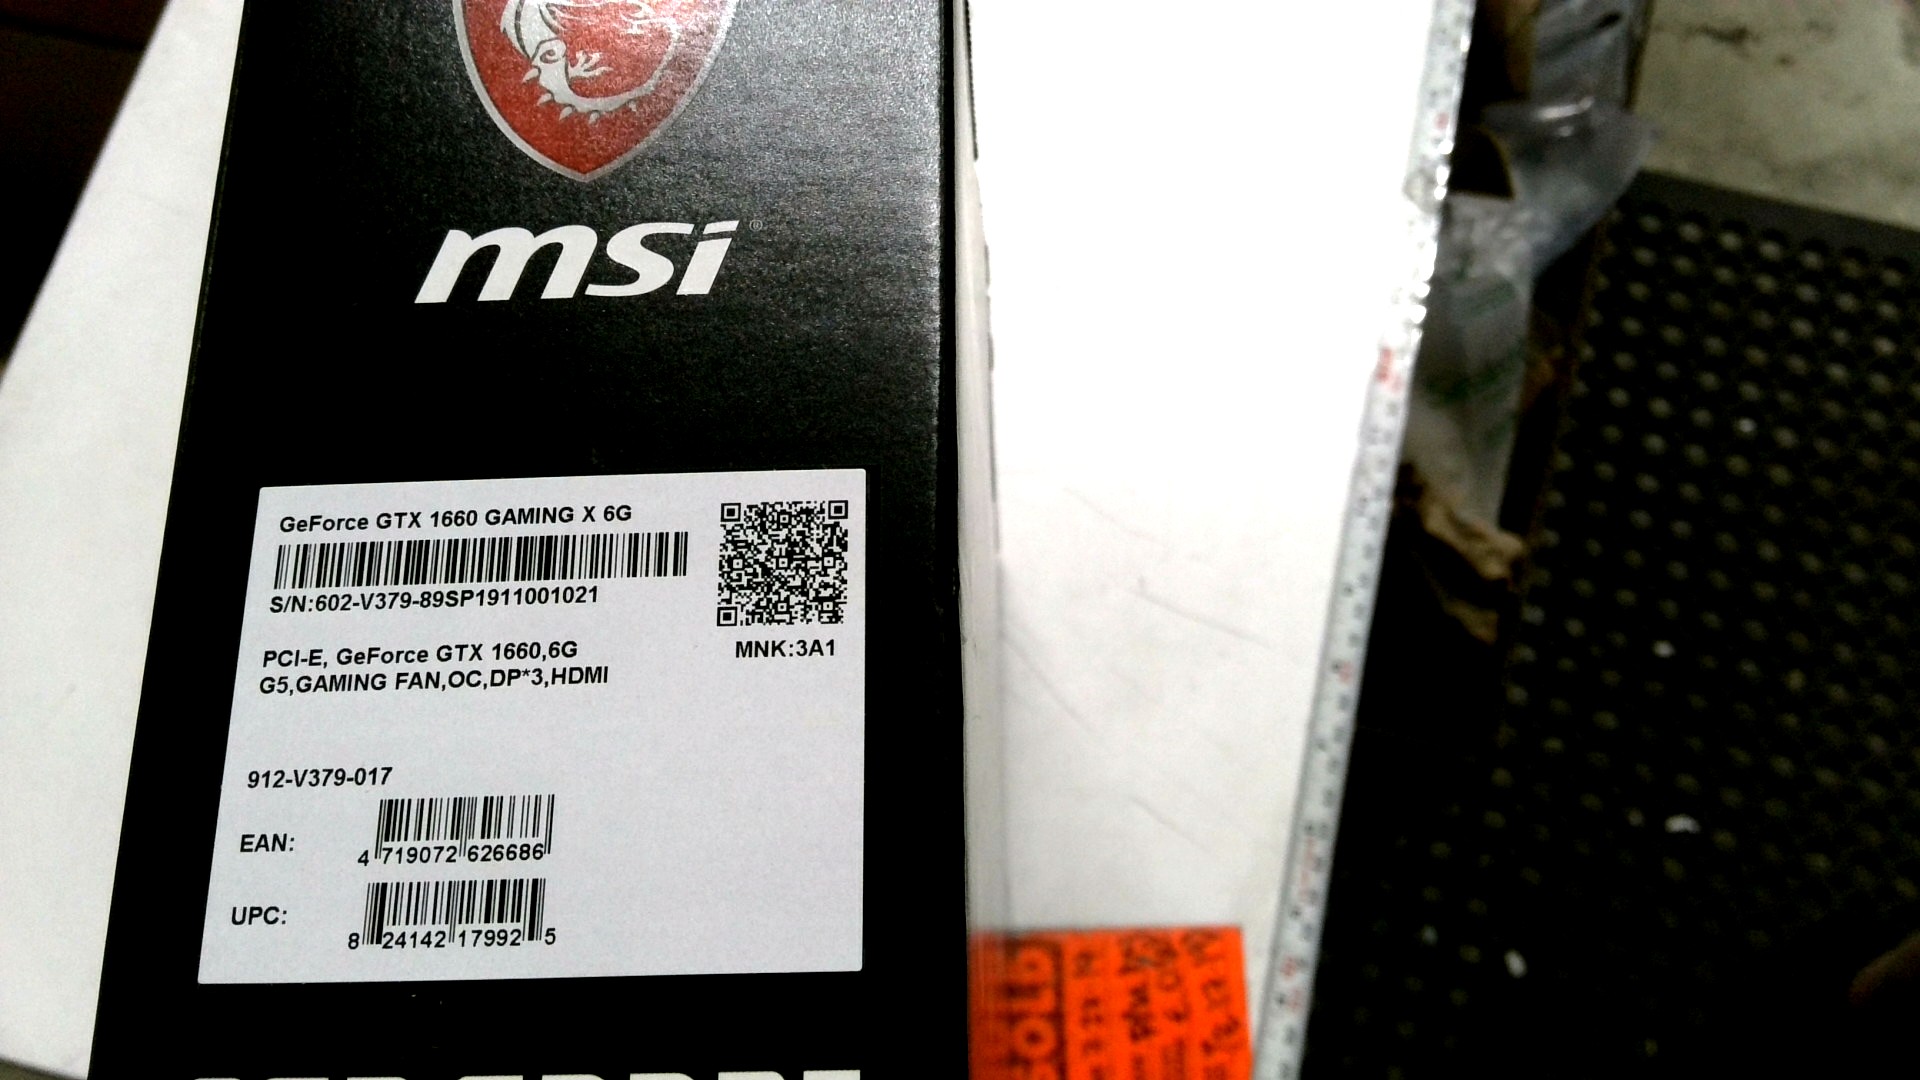 msi®
GeForce GTX 1660 GAMING X 6G
S/N:602-V379-89SP1911001021
MNK:3A1
PCI-E, GeForce GTX 1660,6G
G5,GAMING FAN,OC,DP*3,HDMI
912-V379-017
EAN:
4 719072 626686
UPC:
8 24142 17992 5
SOLD